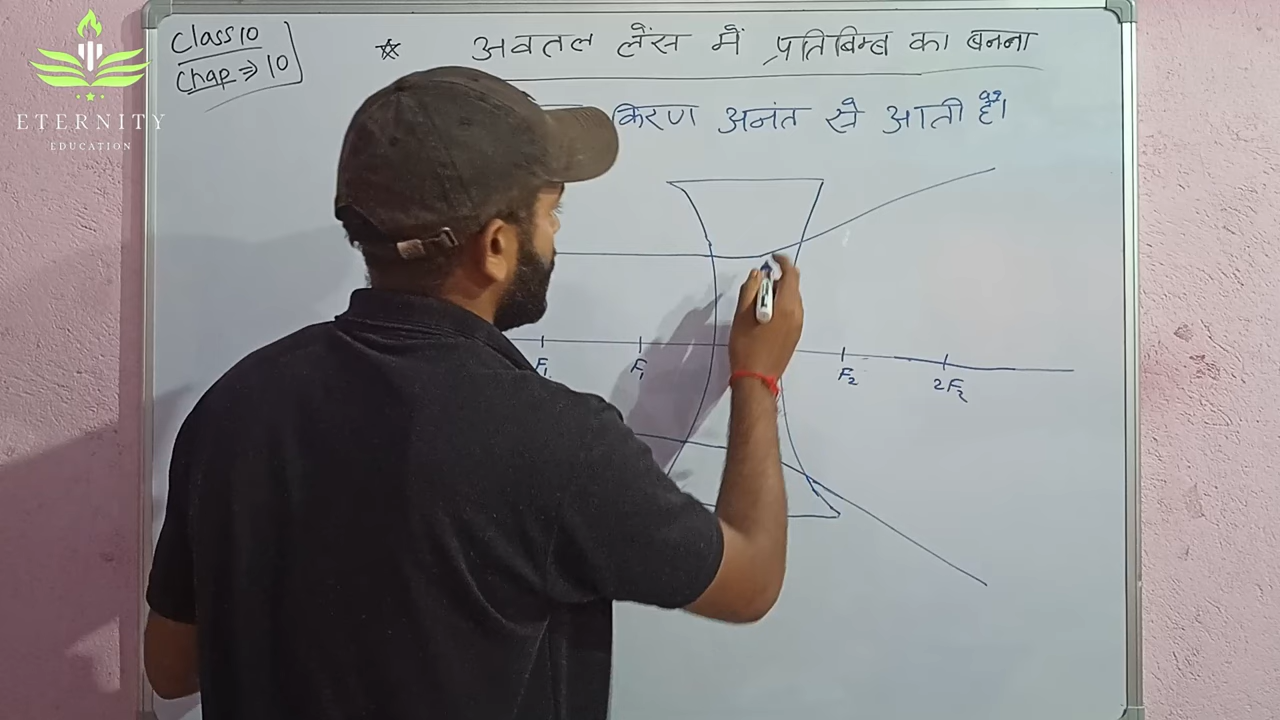 Class 10
Chap ⇒ 10
☆ अवतल लेंस में प्रतिबिम्ब का बनना
किरण अनंत से आती है।
ETERNITY
EDUCATION
F₁
F₁
F₂
2F₂